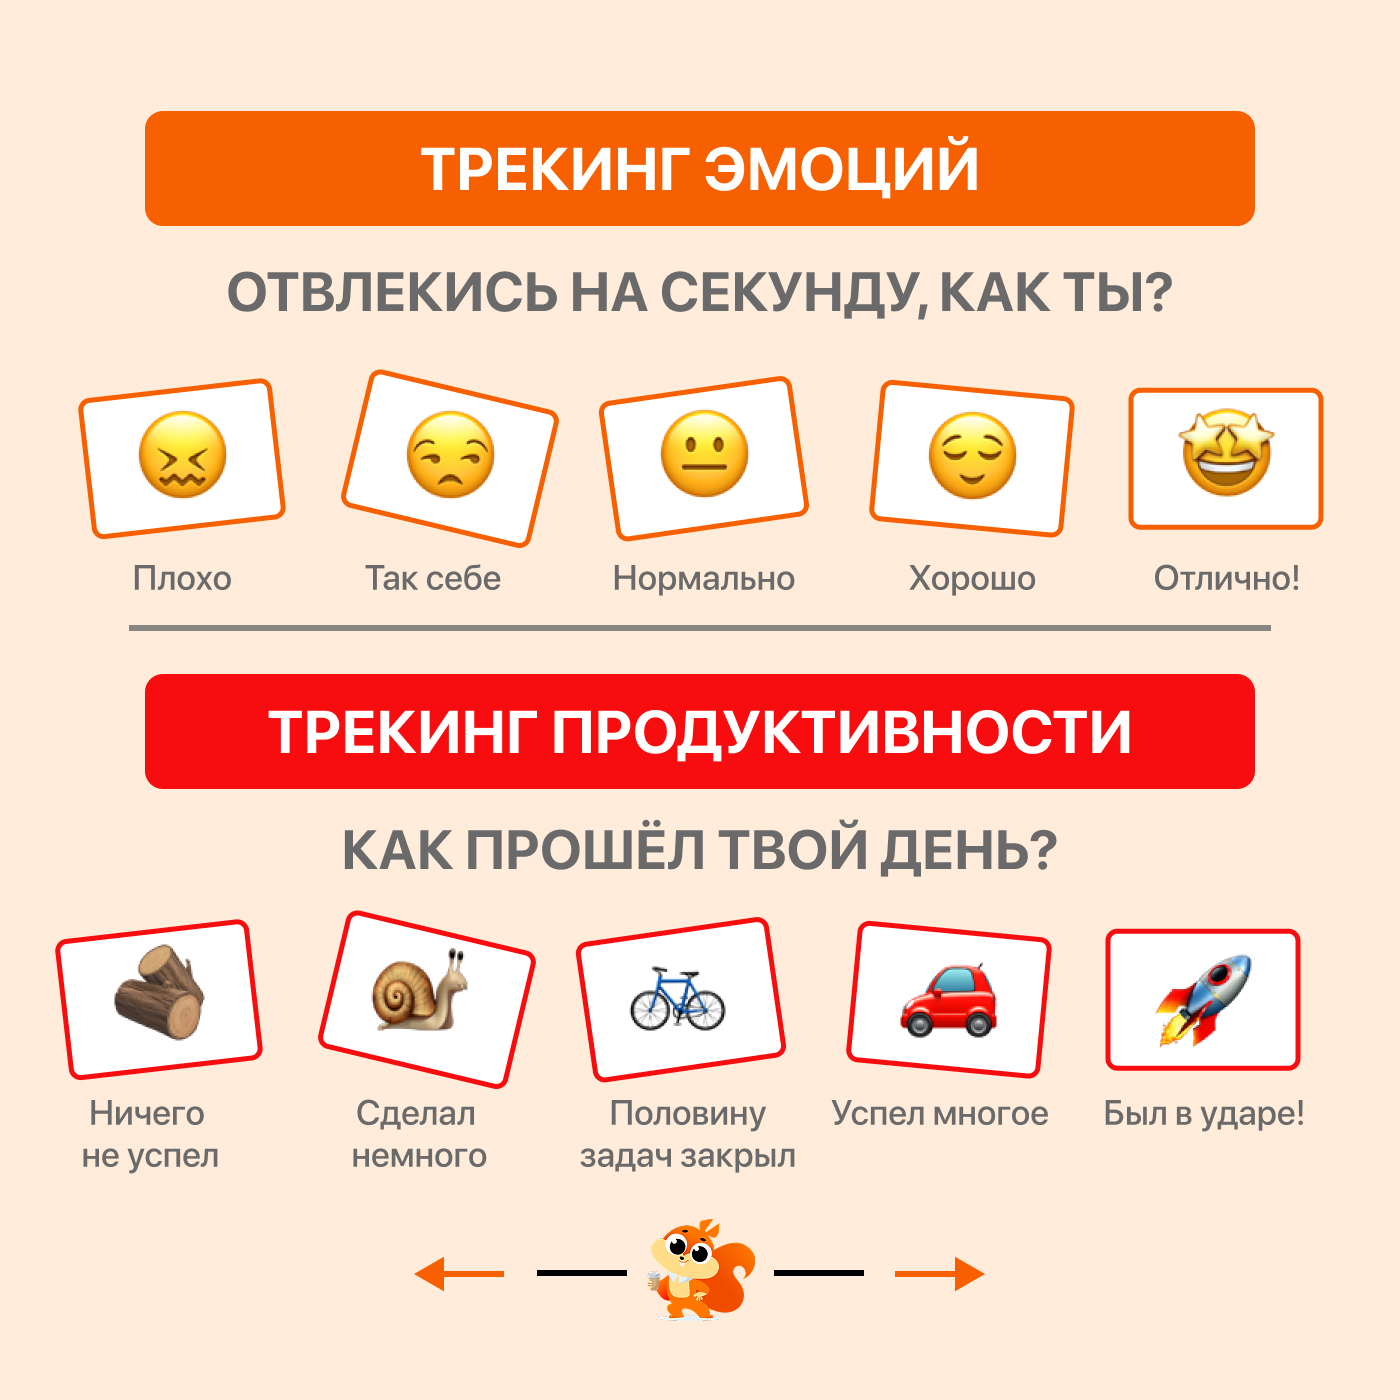 ТРЕКИНГ ЭМОЦИЙ
ОТВЛЕКИСЬ НА СЕКУНДУ, КАК ТЫ?
Плохо
Так себе
Нормально
Хорошо
Отлично!
ТРЕКИНГ ПРОДУКТИВНОСТИ
КАК ПРОШЁЛ ТВОЙ ДЕНЬ?
Ничего
не успел
Сделал
немного
Половину
задач закрыл
Успел многое
Был в ударе!